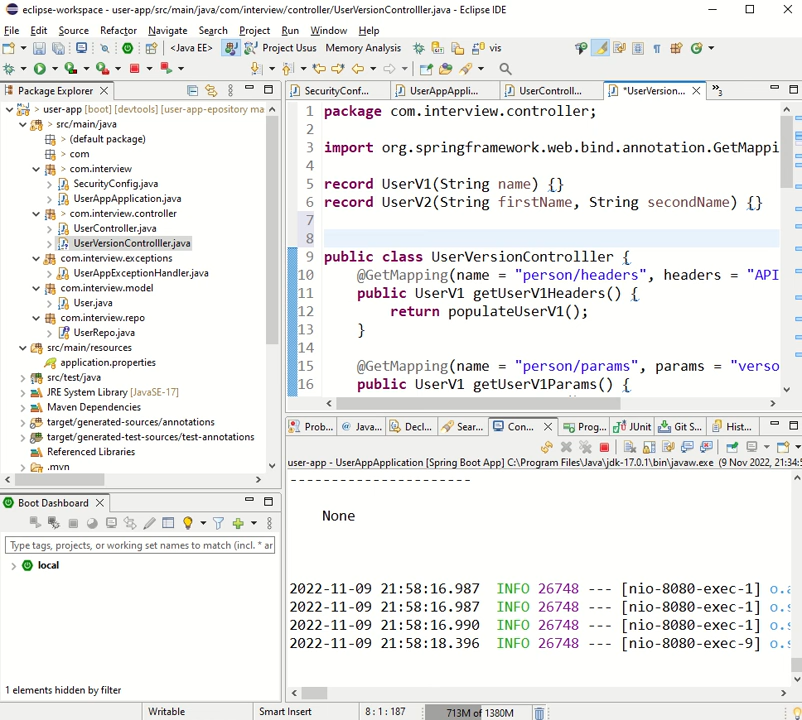 eclipse-workspace - user-app/src/main/java/com/interview/controller/UserVersionControlller.java - Eclipse IDE
File Edit Source Refactor Navigate Search Project Run Window Help
<Java EE> Project Usus Memory Analysis vis
Package Explorer
> user-app [boot] [devtools] [user-app-epository ma
> src/main/java
> (default package)
> com
com.interview
SecurityConfig.java
UserAppApplication.java
> com.interview.controller
UserController.java
UserVersionControlller.java
com.interview.exceptions
UserAppExceptionHandler.java
com.interview.model
User.java
com.interview.repo
UserRepo.java
src/main/resources
application.properties
src/test/java
JRE System Library [JavaSE-17]
Maven Dependencies
target/generated-sources/annotations
target/generated-test-sources/test-annotations
Referenced Libraries
.mvn
Boot Dashboard
Type tags, projects, or working set names to match (incl. * ar
local
1 elements hidden by filter
SecurityConf... UserAppAppli... UserControll... *UserVersion... »3
1 package com.interview.controller;
2
3 import org.springframework.web.bind.annotation.GetMappi
4
5 record UserV1(String name) {}
6 record UserV2(String firstName, String secondName) {}
7
8
9 public class UserVersionControlller {
10 @GetMapping(name = "person/headers", headers = "API
11 public UserV1 getUserV1Headers() {
12 return populateUserV1();
13 }
14
15 @GetMapping(name = "person/params", params = "verso
16 public UserV1 getUserV1Params() {
Prob... Java... Decl... Sear... Con... Prog... JUnit Git S... Hist...
user-app - UserAppApplication [Spring Boot App] C:\Program Files\Java\jdk-17.0.1\bin\javaw.exe (9 Nov 2022, 21:34:5
----------------------
None
2022-11-09 21:58:16.987 INFO 26748 --- [nio-8080-exec-1] o.a
2022-11-09 21:58:16.987 INFO 26748 --- [nio-8080-exec-1] o.s
2022-11-09 21:58:16.990 INFO 26748 --- [nio-8080-exec-1] o.s
2022-11-09 21:58:18.396 INFO 26748 --- [nio-8080-exec-9] o.s
Writable Smart Insert 8 : 1 : 187 713M of 1380M